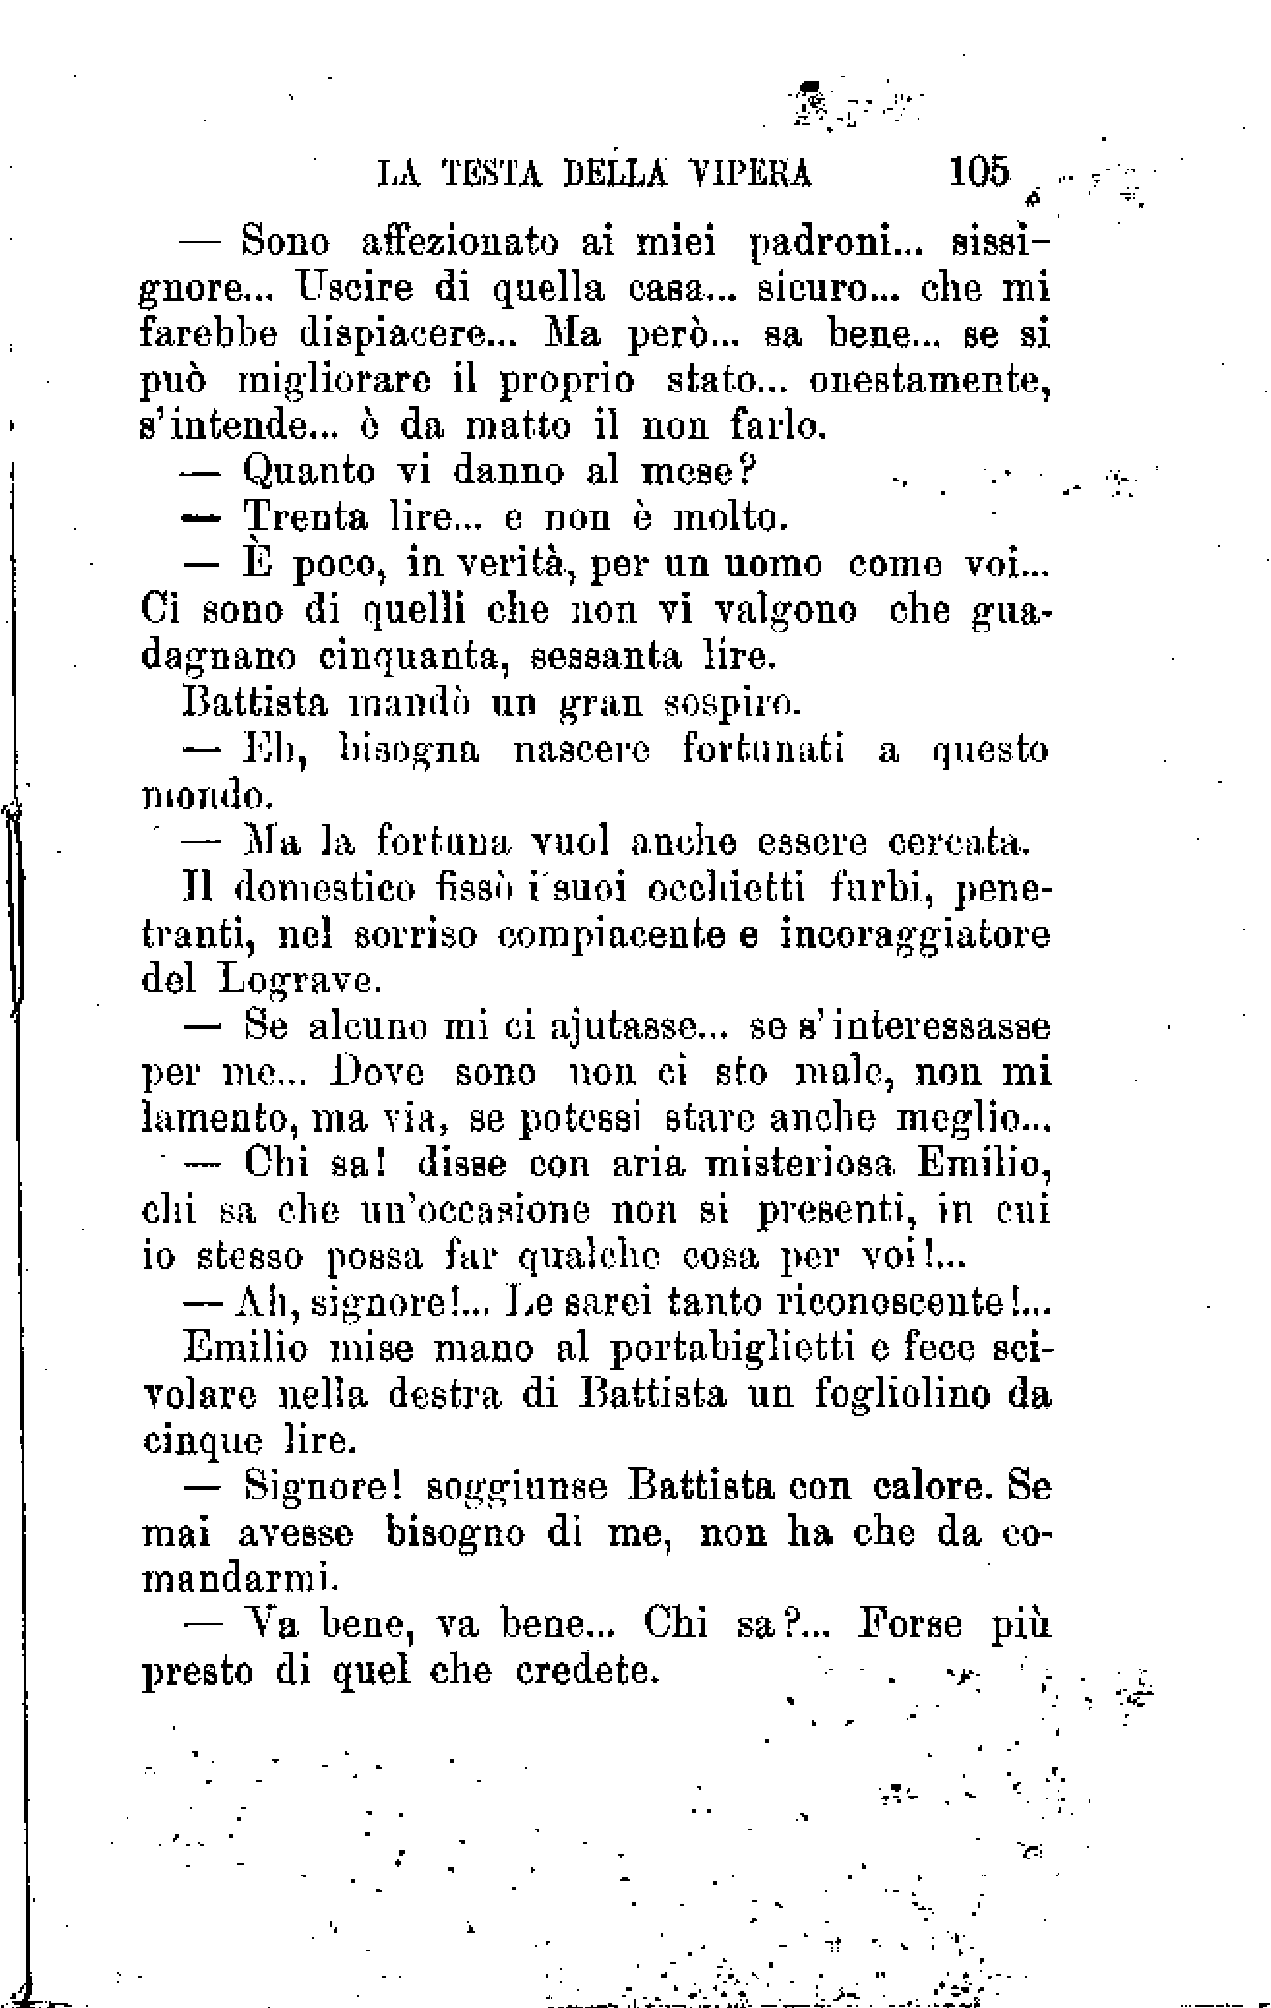 LA TESTA DELLA VIPERA 105
— Sono affezionato ai miei padroni... sissi-
gnore... Uscire di quella casa... sicuro... che mi
farebbe dispiacere... Ma però... sa bene... se si
può migliorare il proprio stato... onestamente,
s'intende... è da matto il non farlo.
— Quanto vi danno al mese?
— Trenta lire... e non è molto.
— È poco, in verità, per un uomo come voi...
Ci sono di quelli che non vi valgono che gua-
dagnano cinquanta, sessanta lire.
Battista mandò un gran sospiro.
— Eh, bisogna nascere fortunati a questo
mondo.
— Ma la fortuna vuol anche essere cercata.
Il domestico fissò i suoi occhietti furbi, pene-
tranti, nel sorriso compiacente e incoraggiatore
del Lograve.
— Se alcuno mi ci ajutasse... se s'interessasse
per me... Dove sono non ci sto male, non mi
lamento, ma via, se potessi stare anche meglio...
— Chi sa! disse con aria misteriosa Emilio,
chi sa che un'occasione non si presenti, in cui
io stesso possa far qualche cosa per voi!...
— Ah, signore!... Le sarei tanto riconoscente!...
Emilio mise mano al portabiglietti e fece sci-
volare nella destra di Battista un fogliolino da
cinque lire.
— Signore! soggiunse Battista con calore. Se
mai avesse bisogno di me, non ha che da co-
mandarmi.
— Va bene, va bene... Chi sa?... Forse più
presto di quel che credete.